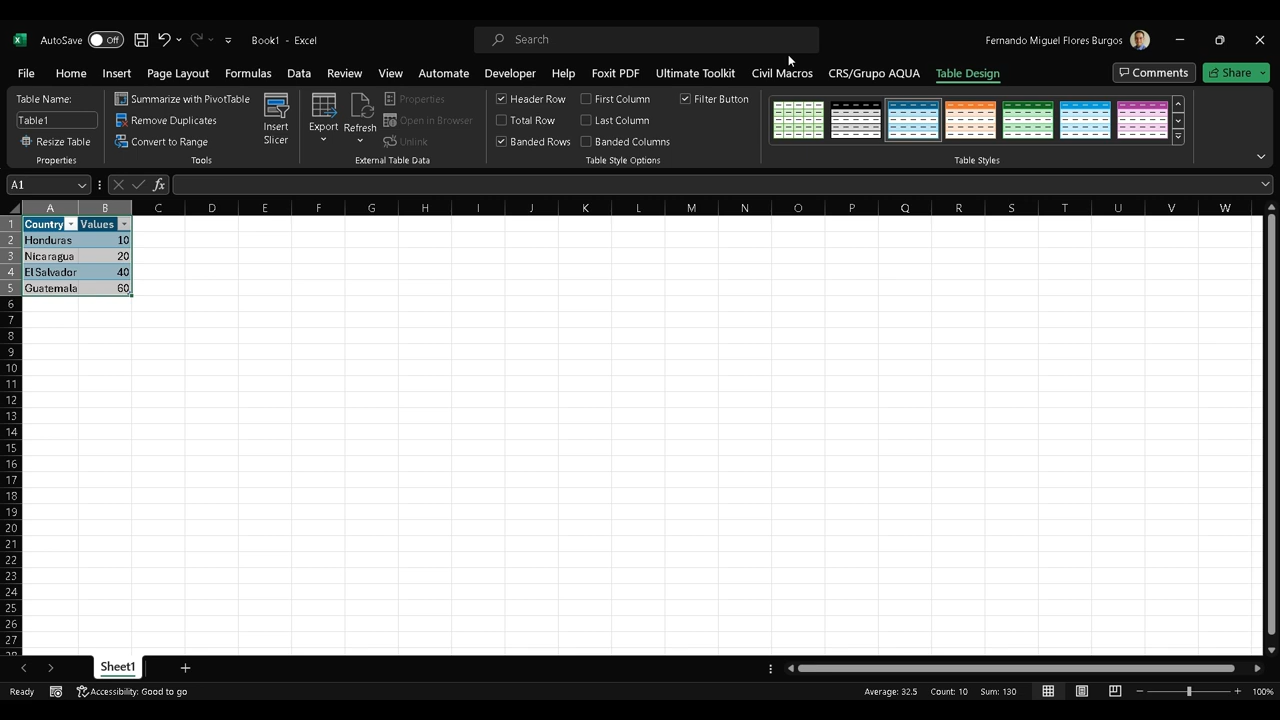 AutoSave Off Book1 - Excel Search Fernando Miguel Flores Burgos
File Home Insert Page Layout Formulas Data Review View Automate Developer Help Foxit PDF Ultimate Toolkit Civil Macros CRS/Grupo AQUA Table Design Comments Share
Table Name:
Table1
Resize Table
Properties
Summarize with PivotTable
Remove Duplicates
Convert to Range
Insert
Slicer
Tools
Export Refresh
Properties
Open in Browser
Unlink
External Table Data
Header Row First Column Filter Button
Total Row Last Column
Banded Rows Banded Columns
Table Style Options
Table Styles
A1 fx
A B C D E F G H I J K L M N O P Q R S T U V W
1 Country Values
2 Honduras 10
3 Nicaragua 20
4 El Salvador 40
5 Guatemala 60
6
7
8
9
10
11
12
13
14
15
16
17
18
19
20
21
22
23
24
25
26
27
Sheet1
Ready Accessibility: Good to go Average: 32.5 Count: 10 Sum: 130 100%